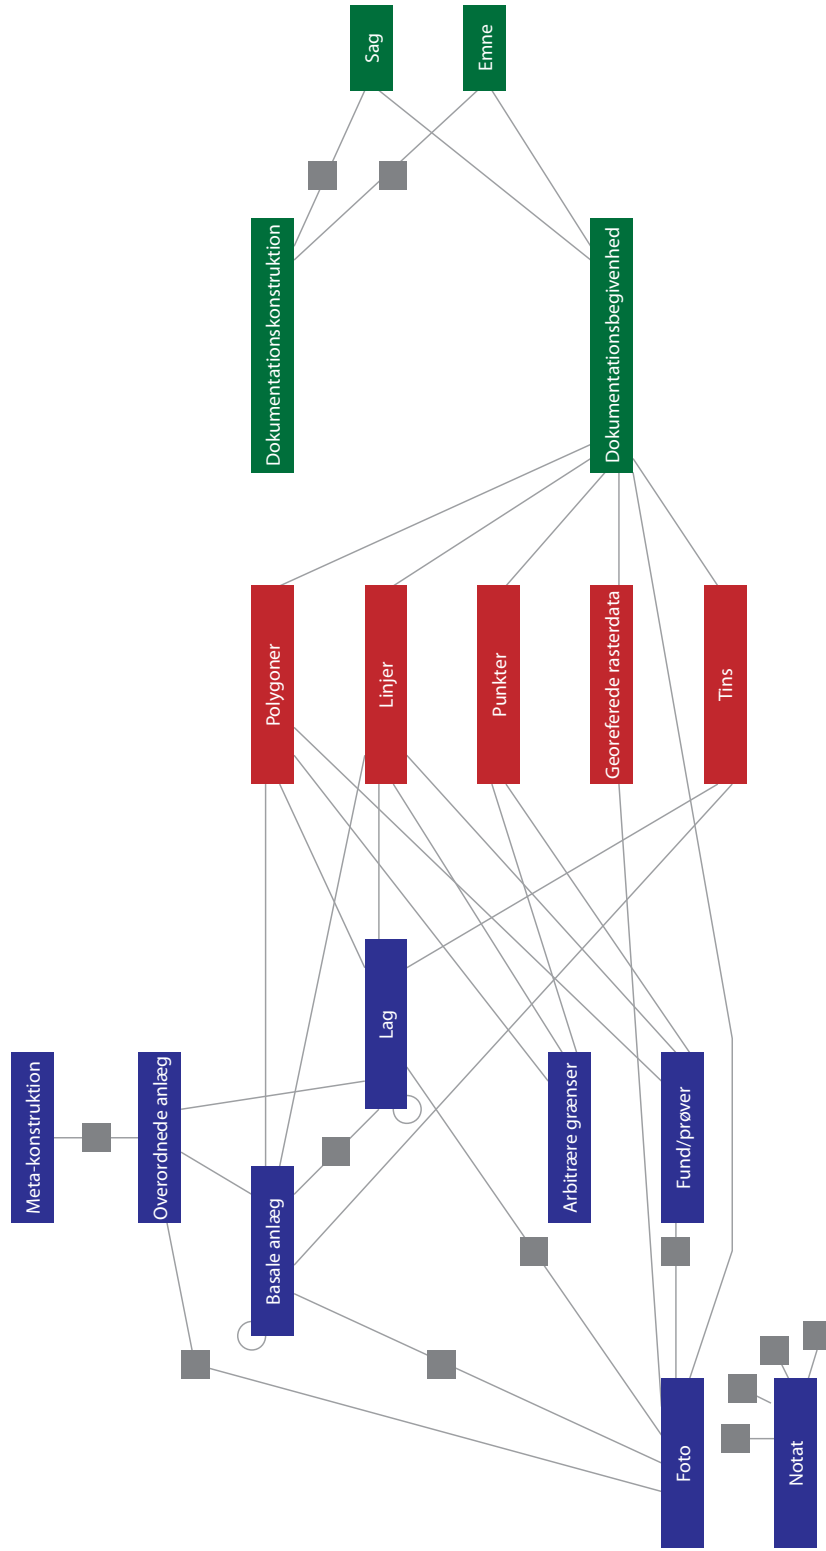 Sag
Emne
Dokumentationskonstruktion
Dokumentationsbegivenhed
Polygoner
Linjer
Punkter
Georeferede rasterdata
Tins
Lag
Meta-konstruktion
Overordnede anlæg
Basale anlæg
Arbitrære grænser
Fund/prøver
Foto
Notat